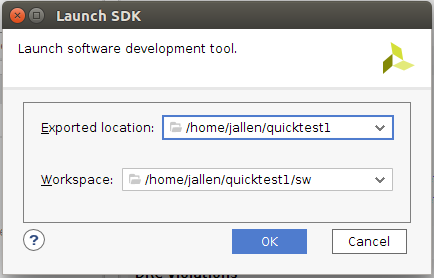 Launch SDK
Launch software development tool.
Exported location: /home/jallen/quicktest1
Workspace: /home/jallen/quicktest1/sw
? OK Cancel
DRC Violations